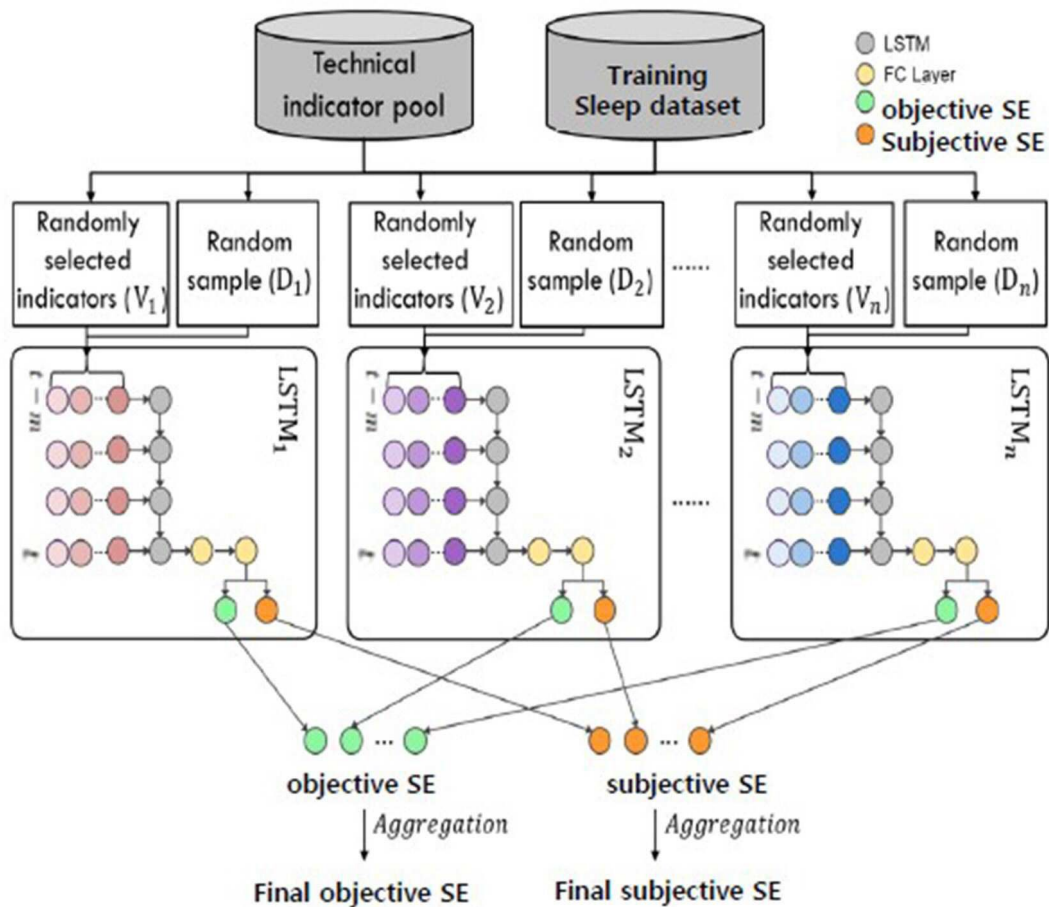 Technical
indicator pool
Training
Sleep dataset
LSTM
FC Layer
objective SE
Subjective SE
Randomly
selected
indicators (V₁)
Random
sample (D₁)
Randomly
selected
indicators (V₂)
Random
sample (D₂)
......
Randomly
selected
indicators (Vₙ)
Random
sample (Dₙ)
t − m
...
...
...
t
...
LSTM₁
t − m
...
...
...
t
...
LSTM₂
......
t − m
...
...
...
t
...
LSTMₙ
...
objective SE
...
subjective SE
Aggregation
Aggregation
Final objective SE
Final subjective SE